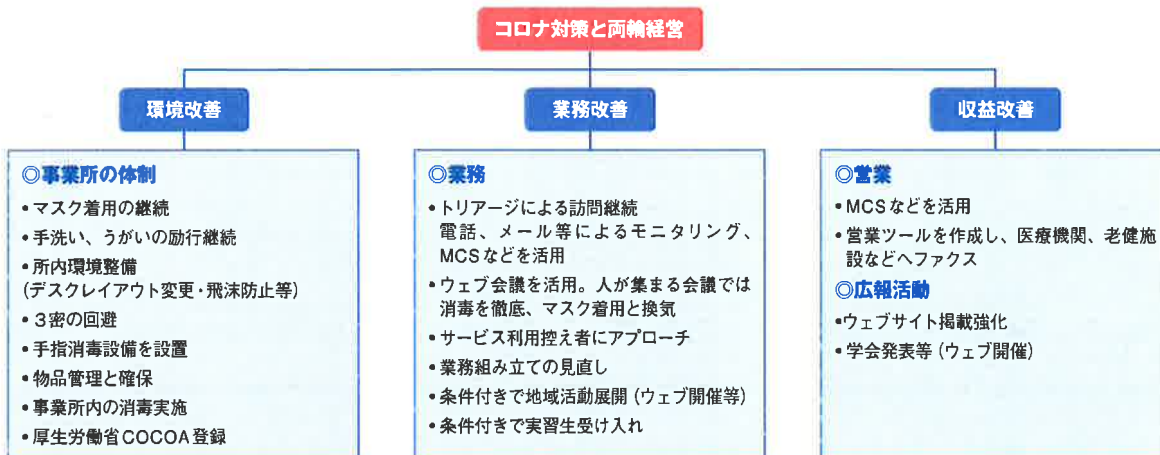 コロナ対策と両輪経営
環境改善
業務改善
収益改善
◎事業所の体制
•マスク着用の継続
•手洗い、うがいの励行継続
•所内環境整備
(デスクレイアウト変更・飛沫防止等)
•３密の回避
•手指消毒設備を設置
•物品管理と確保
•事業所内の消毒実施
•厚生労働省COCOA登録
◎業務
•トリアージによる訪問継続
電話、メール等によるモニタリング、
MCSなどを活用
•ウェブ会議を活用。人が集まる会議では
消毒を徹底、マスク着用と換気
•サービス利用控え者にアプローチ
•業務組み立ての見直し
•条件付きで地域活動展開(ウェブ開催等)
•条件付きで実習生受け入れ
◎営業
•MCSなどを活用
•営業ツールを作成し、医療機関、老健施
設などへファクス
◎広報活動
•ウェブサイト掲載強化
•学会発表等(ウェブ開催)